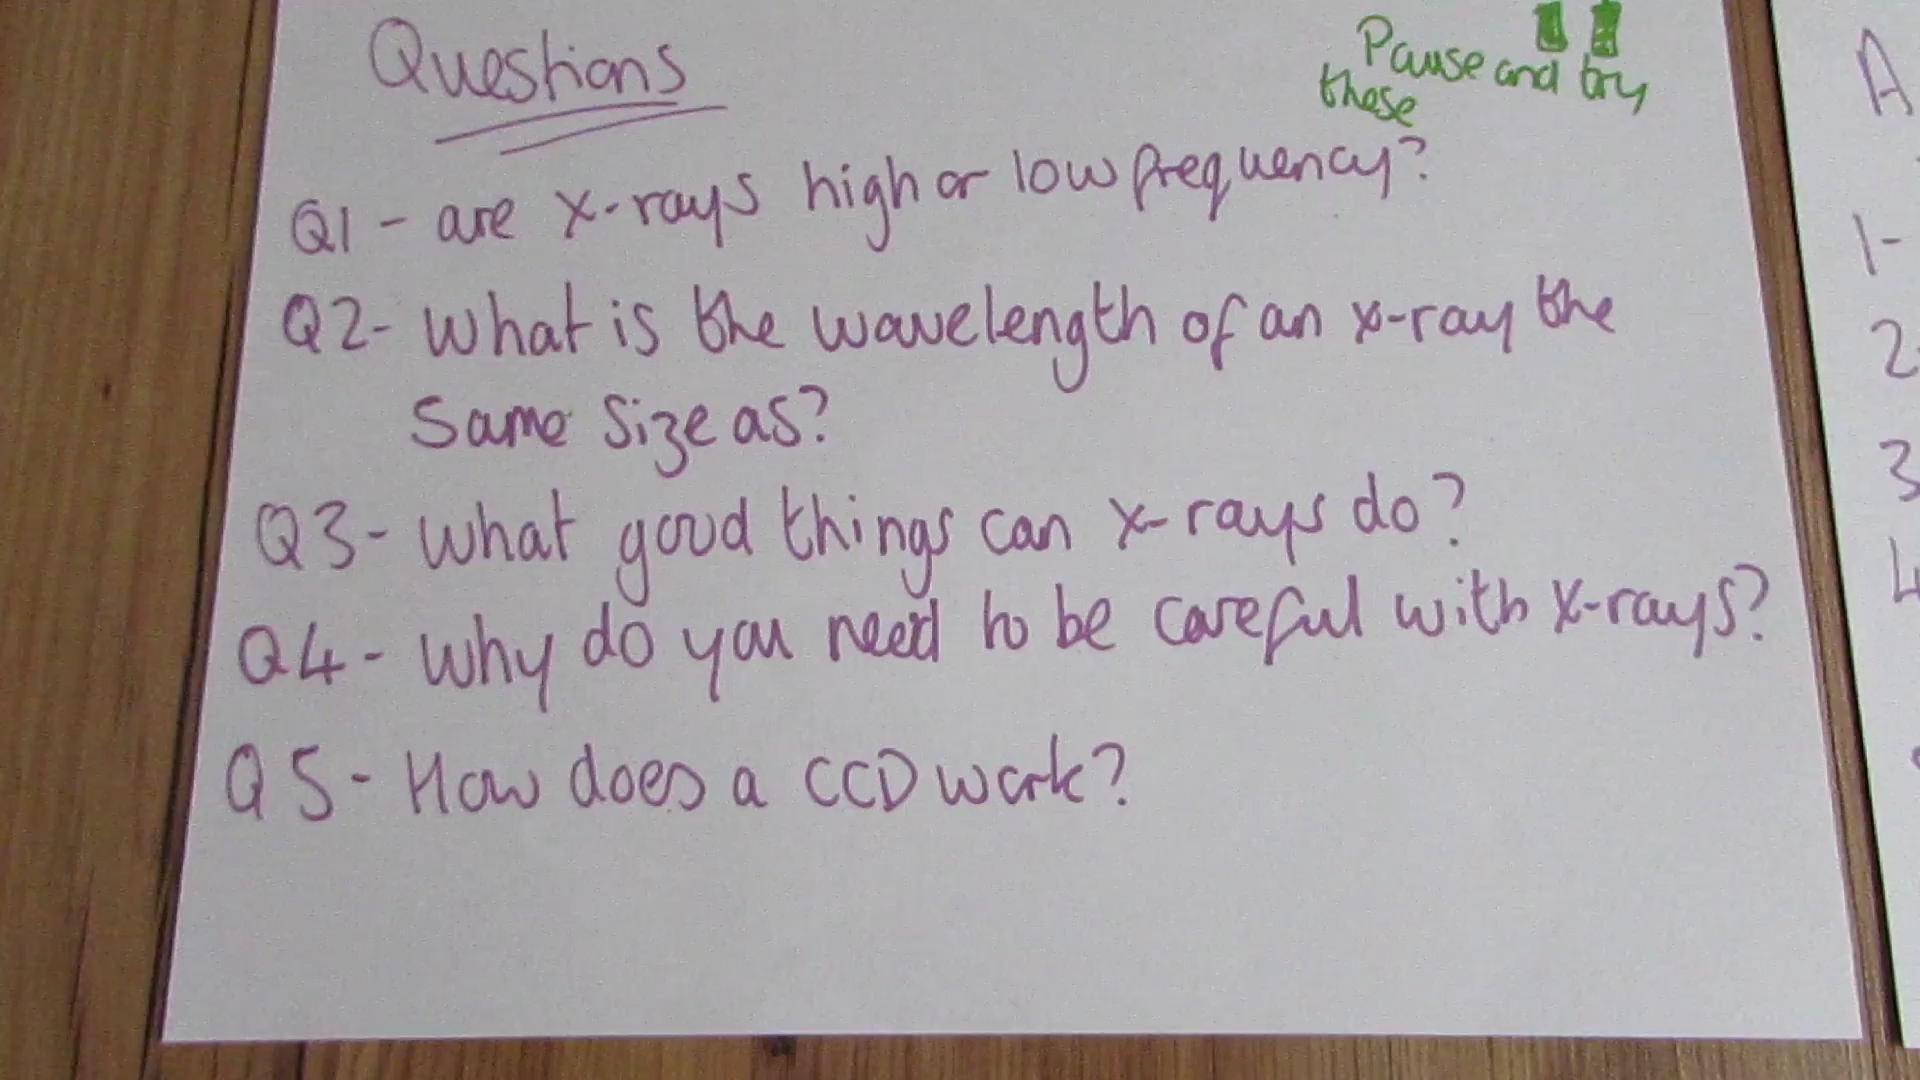 Questions
Pause and try
these
Q1 - are x-rays high or low frequency?
Q2 - What is the wavelength of an x-ray the
same size as?
Q3 - What good things can x-rays do?
Q4 - Why do you need to be careful with x-rays?
Q5 - How does a CCD work?
A
1-
2
3
4